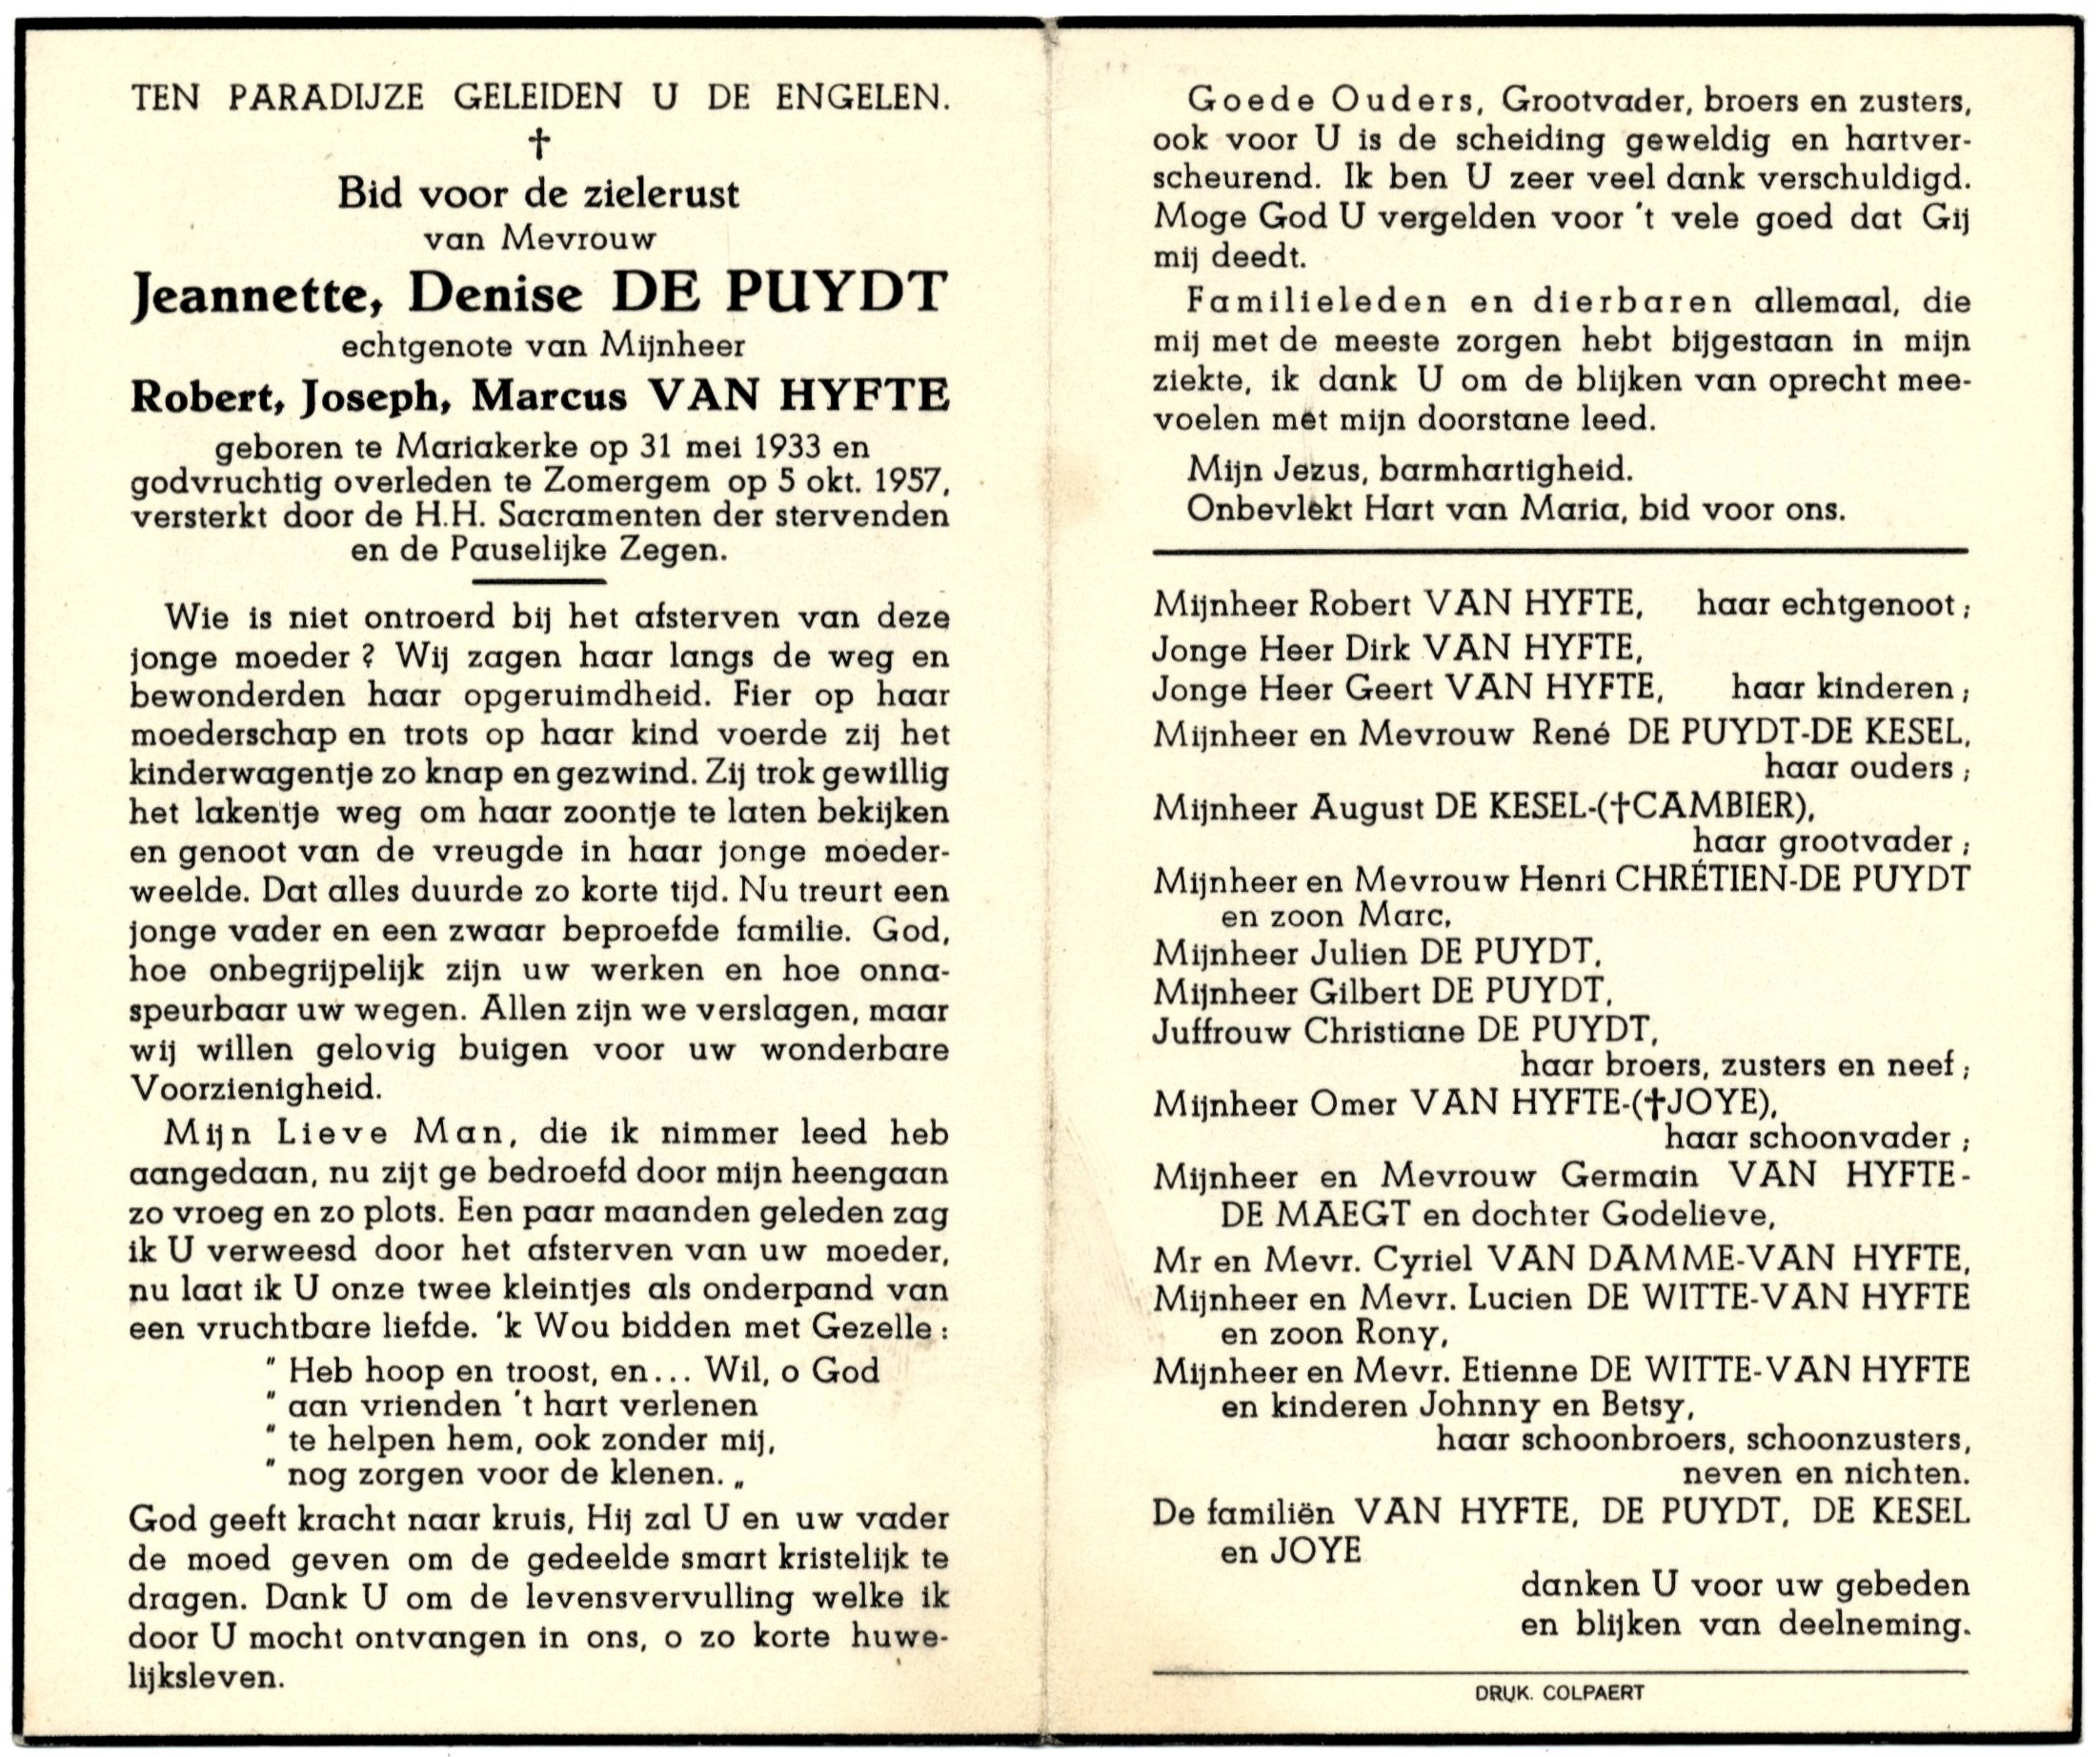 TEN PARADIJZE GELEIDEN U DE ENGELEN.
†
Bid voor de zielerust
van Mevrouw
Jeannette, Denise DE PUYDT
echtgenote van Mijnheer
Robert, Joseph, Marcus VAN HYFTE
geboren te Mariakerke op 31 mei 1933 en
godvruchtig overleden te Zomergem op 5 okt. 1957,
versterkt door de H.H. Sacramenten der stervenden
en de Pauselijke Zegen.
Wie is niet ontroerd bij het afsterven van deze
jonge moeder ? Wij zagen haar langs de weg en
bewonderden haar opgeruimdheid. Fier op haar
moederschap en trots op haar kind voerde zij het
kinderwagentje zo knap en gezwind. Zij trok gewillig
het lakentje weg om haar zoontje te laten bekijken
en genoot van de vreugde in haar jonge moeder-
weelde. Dat alles duurde zo korte tijd. Nu treurt een
jonge vader en een zwaar beproefde familie. God,
hoe onbegrijpelijk zijn uw werken en hoe onna-
speurbaar uw wegen. Allen zijn we verslagen, maar
wij willen gelovig buigen voor uw wonderbare
Voorzienigheid.
Mijn Lieve Man, die ik nimmer leed heb
aangedaan, nu zijt ge bedroefd door mijn heengaan
zo vroeg en zo plots. Een paar maanden geleden zag
ik U verweesd door het afsterven van uw moeder,
nu laat ik U onze twee kleintjes als onderpand van
een vruchtbare liefde. 'k Wou bidden met Gezelle :
" Heb hoop en troost, en... Wil, o God
" aan vrienden 't hart verlenen
" te helpen hem, ook zonder mij,
" nog zorgen voor de klenen. „
God geeft kracht naar kruis, Hij zal U en uw vader
de moed geven om de gedeelde smart kristelijk te
dragen. Dank U om de levensvervulling welke ik
door U mocht ontvangen in ons, o zo korte huwe-
lijksleven.
Goede Ouders, Grootvader, broers en zusters,
ook voor U is de scheiding geweldig en hartver-
scheurend. Ik ben U zeer veel dank verschuldigd.
Moge God U vergelden voor 't vele goed dat Gij
mij deedt.
Familieleden en dierbaren allemaal, die
mij met de meeste zorgen hebt bijgestaan in mijn
ziekte, ik dank U om de blijken van oprecht mee-
voelen met mijn doorstane leed.
Mijn Jezus, barmhartigheid.
Onbevlekt Hart van Maria, bid voor ons.
Mijnheer Robert VAN HYFTE, haar echtgenoot ;
Jonge Heer Dirk VAN HYFTE,
Jonge Heer Geert VAN HYFTE, haar kinderen ;
Mijnheer en Mevrouw René DE PUYDT-DE KESEL,
haar ouders ;
Mijnheer August DE KESEL-(†CAMBIER),
haar grootvader ;
Mijnheer en Mevrouw Henri CHRÉTIEN-DE PUYDT
en zoon Marc,
Mijnheer Julien DE PUYDT,
Mijnheer Gilbert DE PUYDT,
Juffrouw Christiane DE PUYDT,
haar broers, zusters en neef ;
Mijnheer Omer VAN HYFTE-(†JOYE),
haar schoonvader ;
Mijnheer en Mevrouw Germain VAN HYFTE-
DE MAEGT en dochter Godelieve,
Mr en Mevr. Cyriel VAN DAMME-VAN HYFTE,
Mijnheer en Mevr. Lucien DE WITTE-VAN HYFTE
en zoon Rony,
Mijnheer en Mevr. Etienne DE WITTE-VAN HYFTE
en kinderen Johnny en Betsy,
haar schoonbroers, schoonzusters,
neven en nichten.
De familiën VAN HYFTE, DE PUYDT, DE KESEL
en JOYE
danken U voor uw gebeden
en blijken van deelneming.
DRUK. COLPAERT